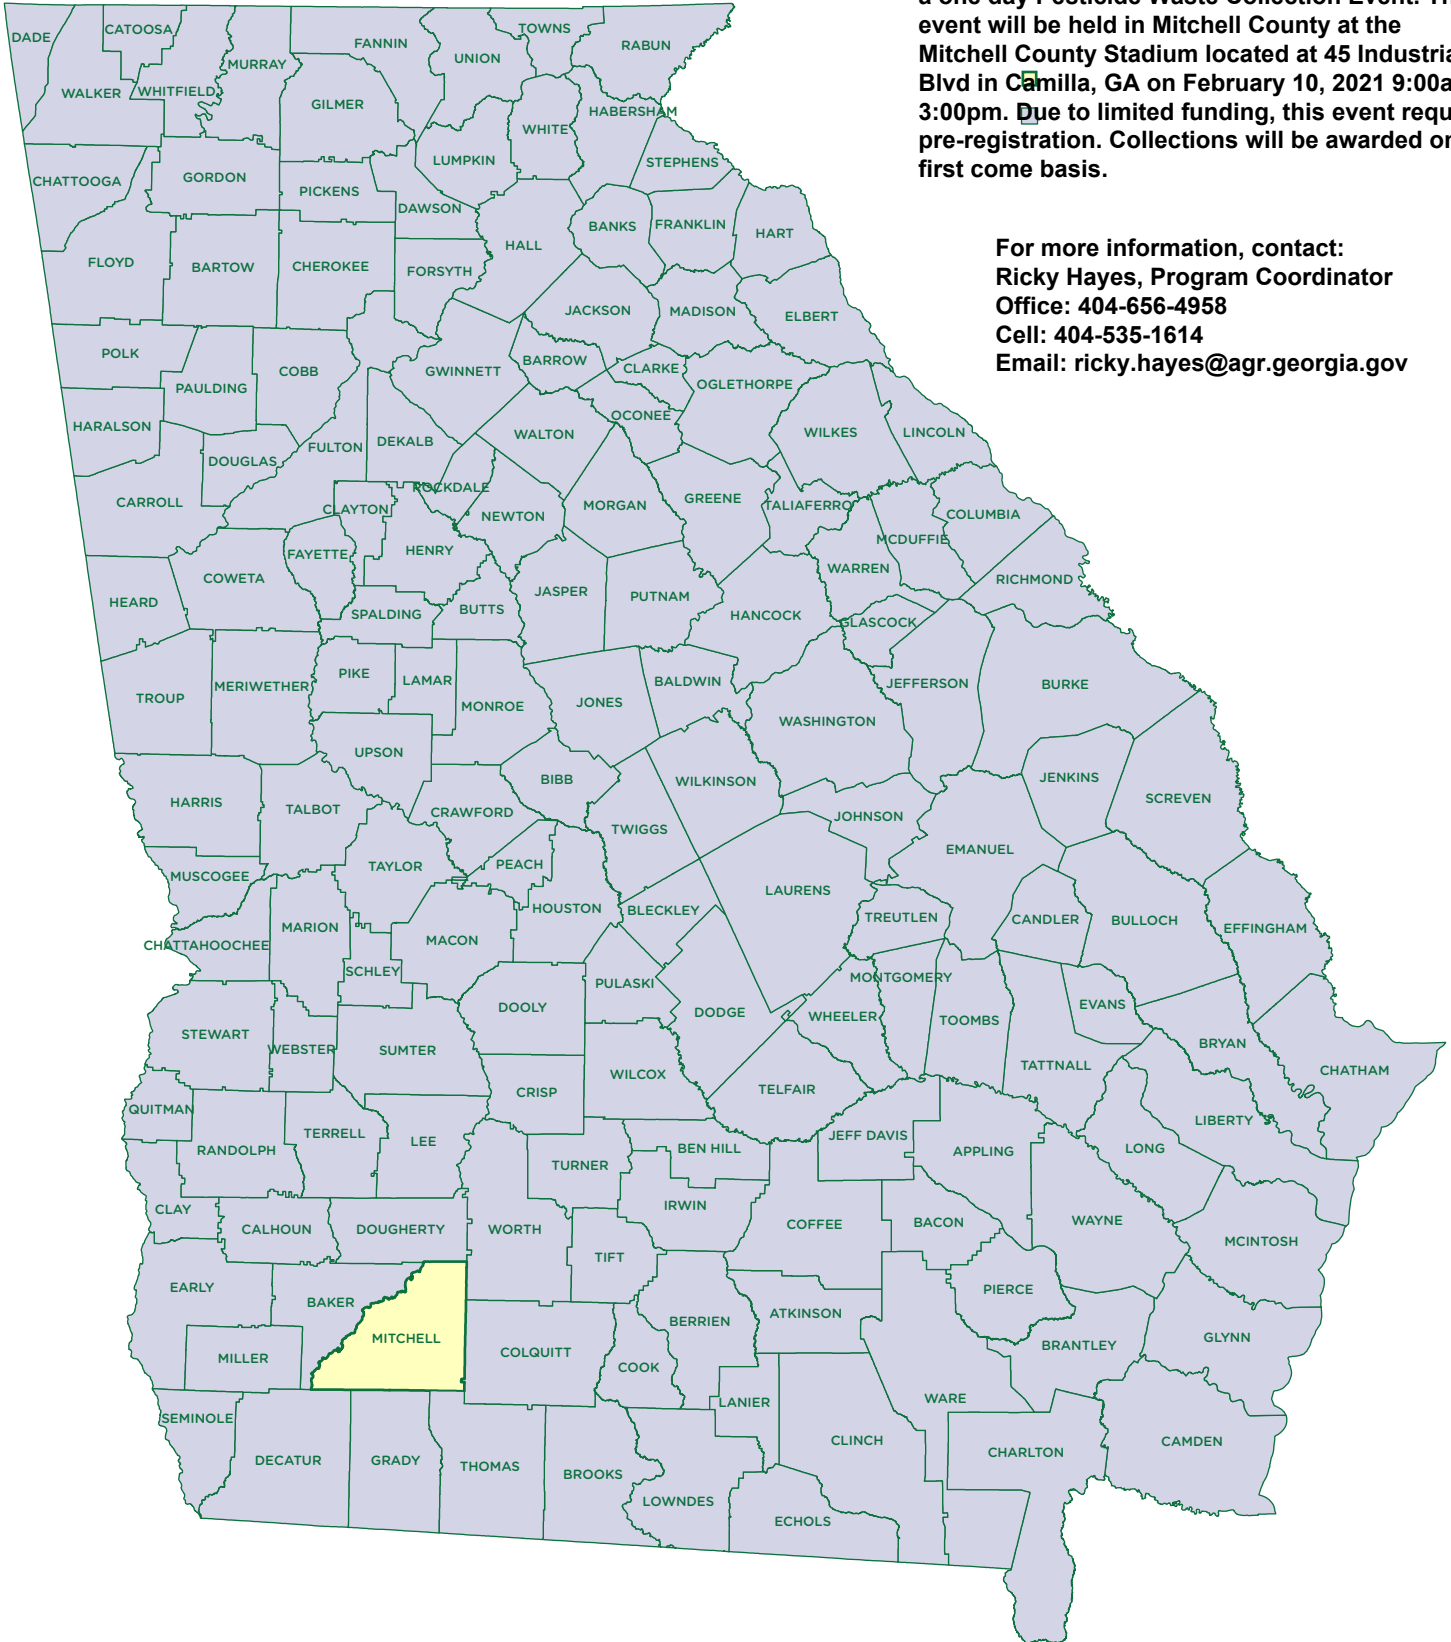 a one day Pesticide Waste Collection Event.
event will be held in Mitchell County at the
Mitchell County Stadium located at 45
Blvd in Camilla, GA on February 10, 2021
3:00pm. Due to limited funding, this event
pre-registration. Collections will be awarded
first come basis.
For more information, contact:
Ricky Hayes, Program Coordinator
Office: 404-656-4958
Cell: 404-535-1614
Email: ricky.hayes@agr.georgia.gov
DADE
CATOOSA
FANNIN
TOWNS
UNION
RABUN
MURRAY
WALKER
WHITFIELD
GILMER
HABERSHAM
WHITE
LUMPKIN
STEPHENS
CHATTOOGA
GORDON
PICKENS
DAWSON
BANKS
FRANKLIN
HART
HALL
FLOYD
BARTOW
CHEROKEE
FORSYTH
JACKSON
MADISON
ELBERT
POLK
PAULDING
COBB
GWINNETT
BARROW
CLARKE
OGLETHORPE
HARALSON
OCONEE
DOUGLAS
FULTON
DEKALB
WALTON
WILKES
LINCOLN
CARROLL
CLAYTON
ROCKDALE
NEWTON
MORGAN
GREENE
TALIAFERRO
COLUMBIA
MCDUFFIE
FAYETTE
HENRY
COWETA
WARREN
RICHMOND
HEARD
SPALDING
BUTTS
JASPER
PUTNAM
HANCOCK
GLASCOCK
TROUP
MERIWETHER
PIKE
LAMAR
MONROE
JONES
BALDWIN
JEFFERSON
BURKE
WASHINGTON
UPSON
BIBB
WILKINSON
JENKINS
SCREVEN
HARRIS
TALBOT
CRAWFORD
TWIGGS
JOHNSON
EMANUEL
MUSCOGEE
TAYLOR
PEACH
LAURENS
HOUSTON
BLECKLEY
TREUTLEN
CANDLER
BULLOCH
EFFINGHAM
CHATTAHOOCHEE
MARION
MACON
SCHLEY
PULASKI
MONTGOMERY
DOOLY
DODGE
WHEELER
TOOMBS
EVANS
STEWART
WEBSTER
SUMTER
BRYAN
CHATHAM
TATTNALL
CRISP
WILCOX
TELFAIR
QUITMAN
RANDOLPH
TERRELL
LEE
LIBERTY
JEFF DAVIS
BEN HILL
TURNER
APPLING
LONG
CLAY
CALHOUN
DOUGHERTY
WORTH
IRWIN
COFFEE
BACON
WAYNE
MCINTOSH
TIFT
EARLY
BAKER
PIERCE
MITCHELL
BERRIEN
ATKINSON
MILLER
COLQUITT
COOK
BRANTLEY
GLYNN
LANIER
WARE
SEMINOLE
DECATUR
GRADY
THOMAS
BROOKS
CLINCH
CHARLTON
CAMDEN
LOWNDES
ECHOLS